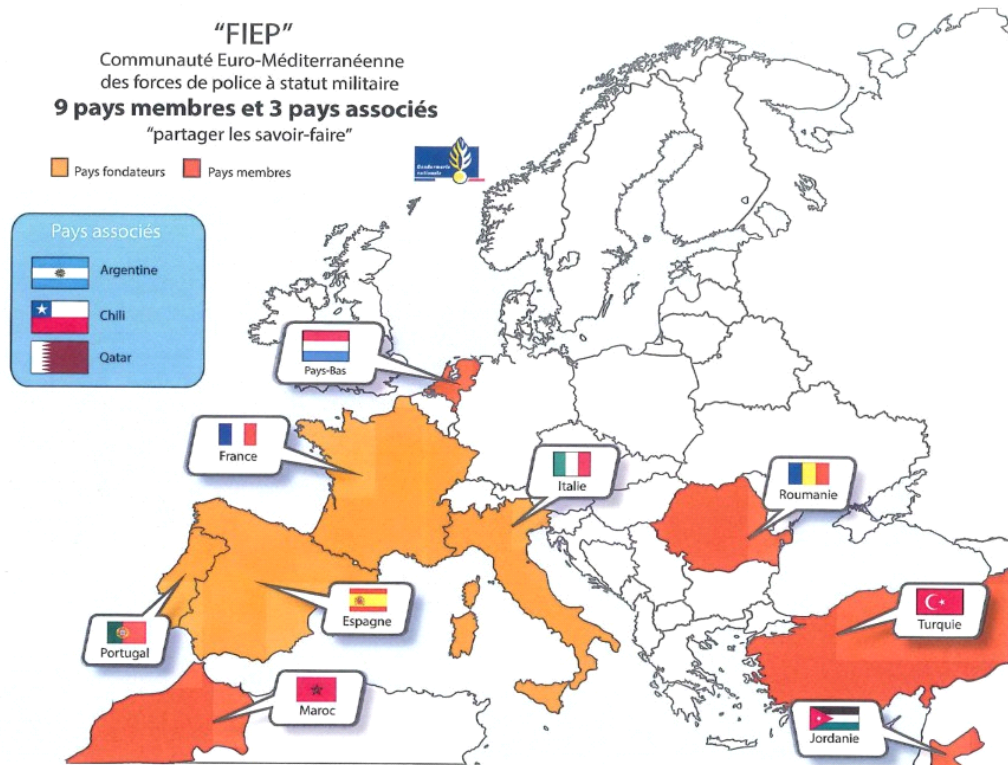 “FIEP”
Communauté Euro-Méditerranéenne
des forces de police à statut militaire
9 pays membres et 3 pays associés
“partager les savoir-faire”
Pays fondateurs
Pays membres
Gendarmerie
nationale
Pays associés
Argentine
Chili
Qatar
Pays-Bas
France
Italie
Roumanie
Espagne
Portugal
Turquie
Maroc
Jordanie